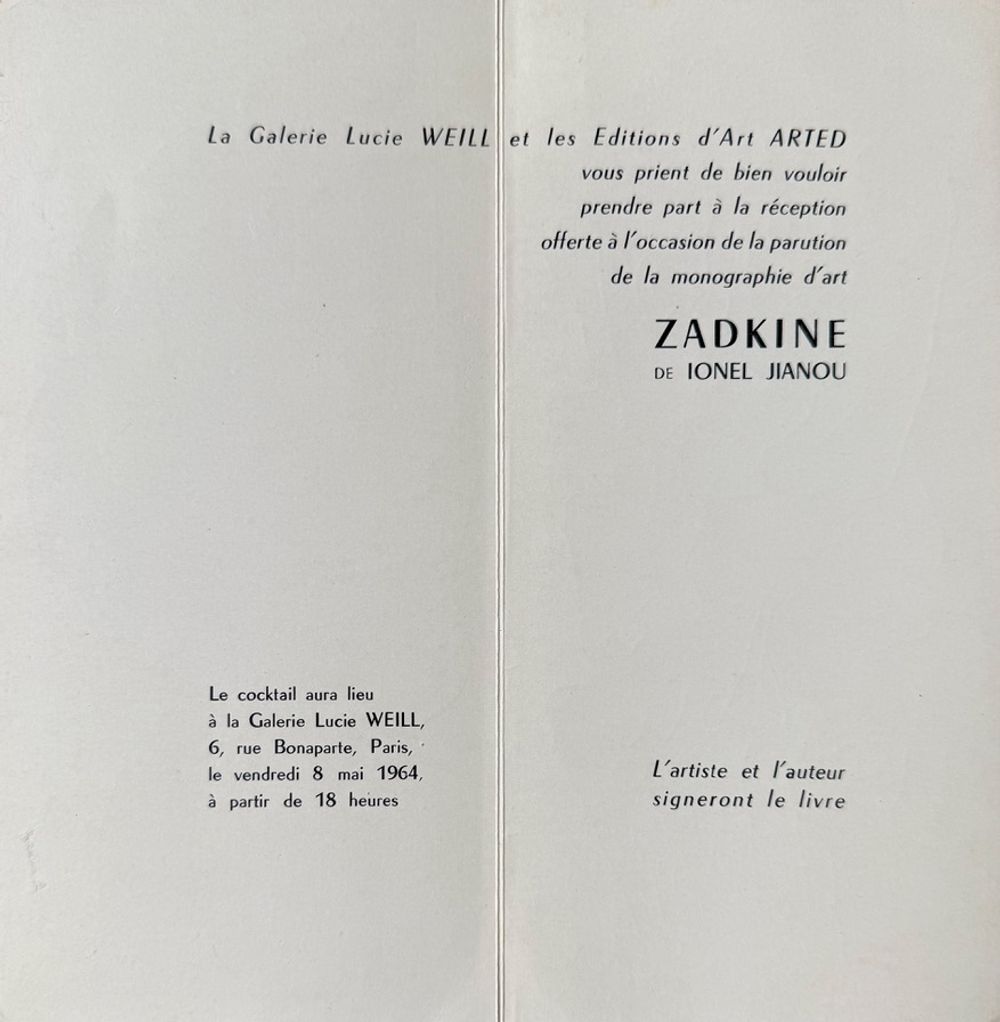 La Galerie Lucie WEILL et les Editions d'Art ARTED
vous prient de bien vouloir
prendre part à la réception
offerte à l'occasion de la parution
de la monographie d'art
ZADKINE
DE IONEL JIANOU
Le cocktail aura lieu
à la Galerie Lucie WEILL,
6, rue Bonaparte, Paris,
le vendredi 8 mai 1964,
à partir de 18 heures
L'artiste et l'auteur
signeront le livre